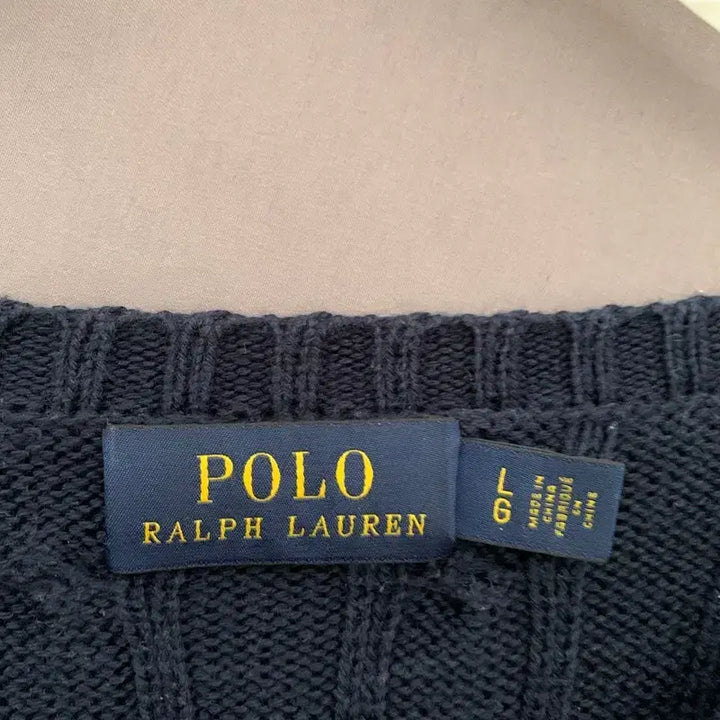 POLO
RALPH LAUREN
L
G
MADE IN
CHINA
FABRIQUÉ
EN
CHINE